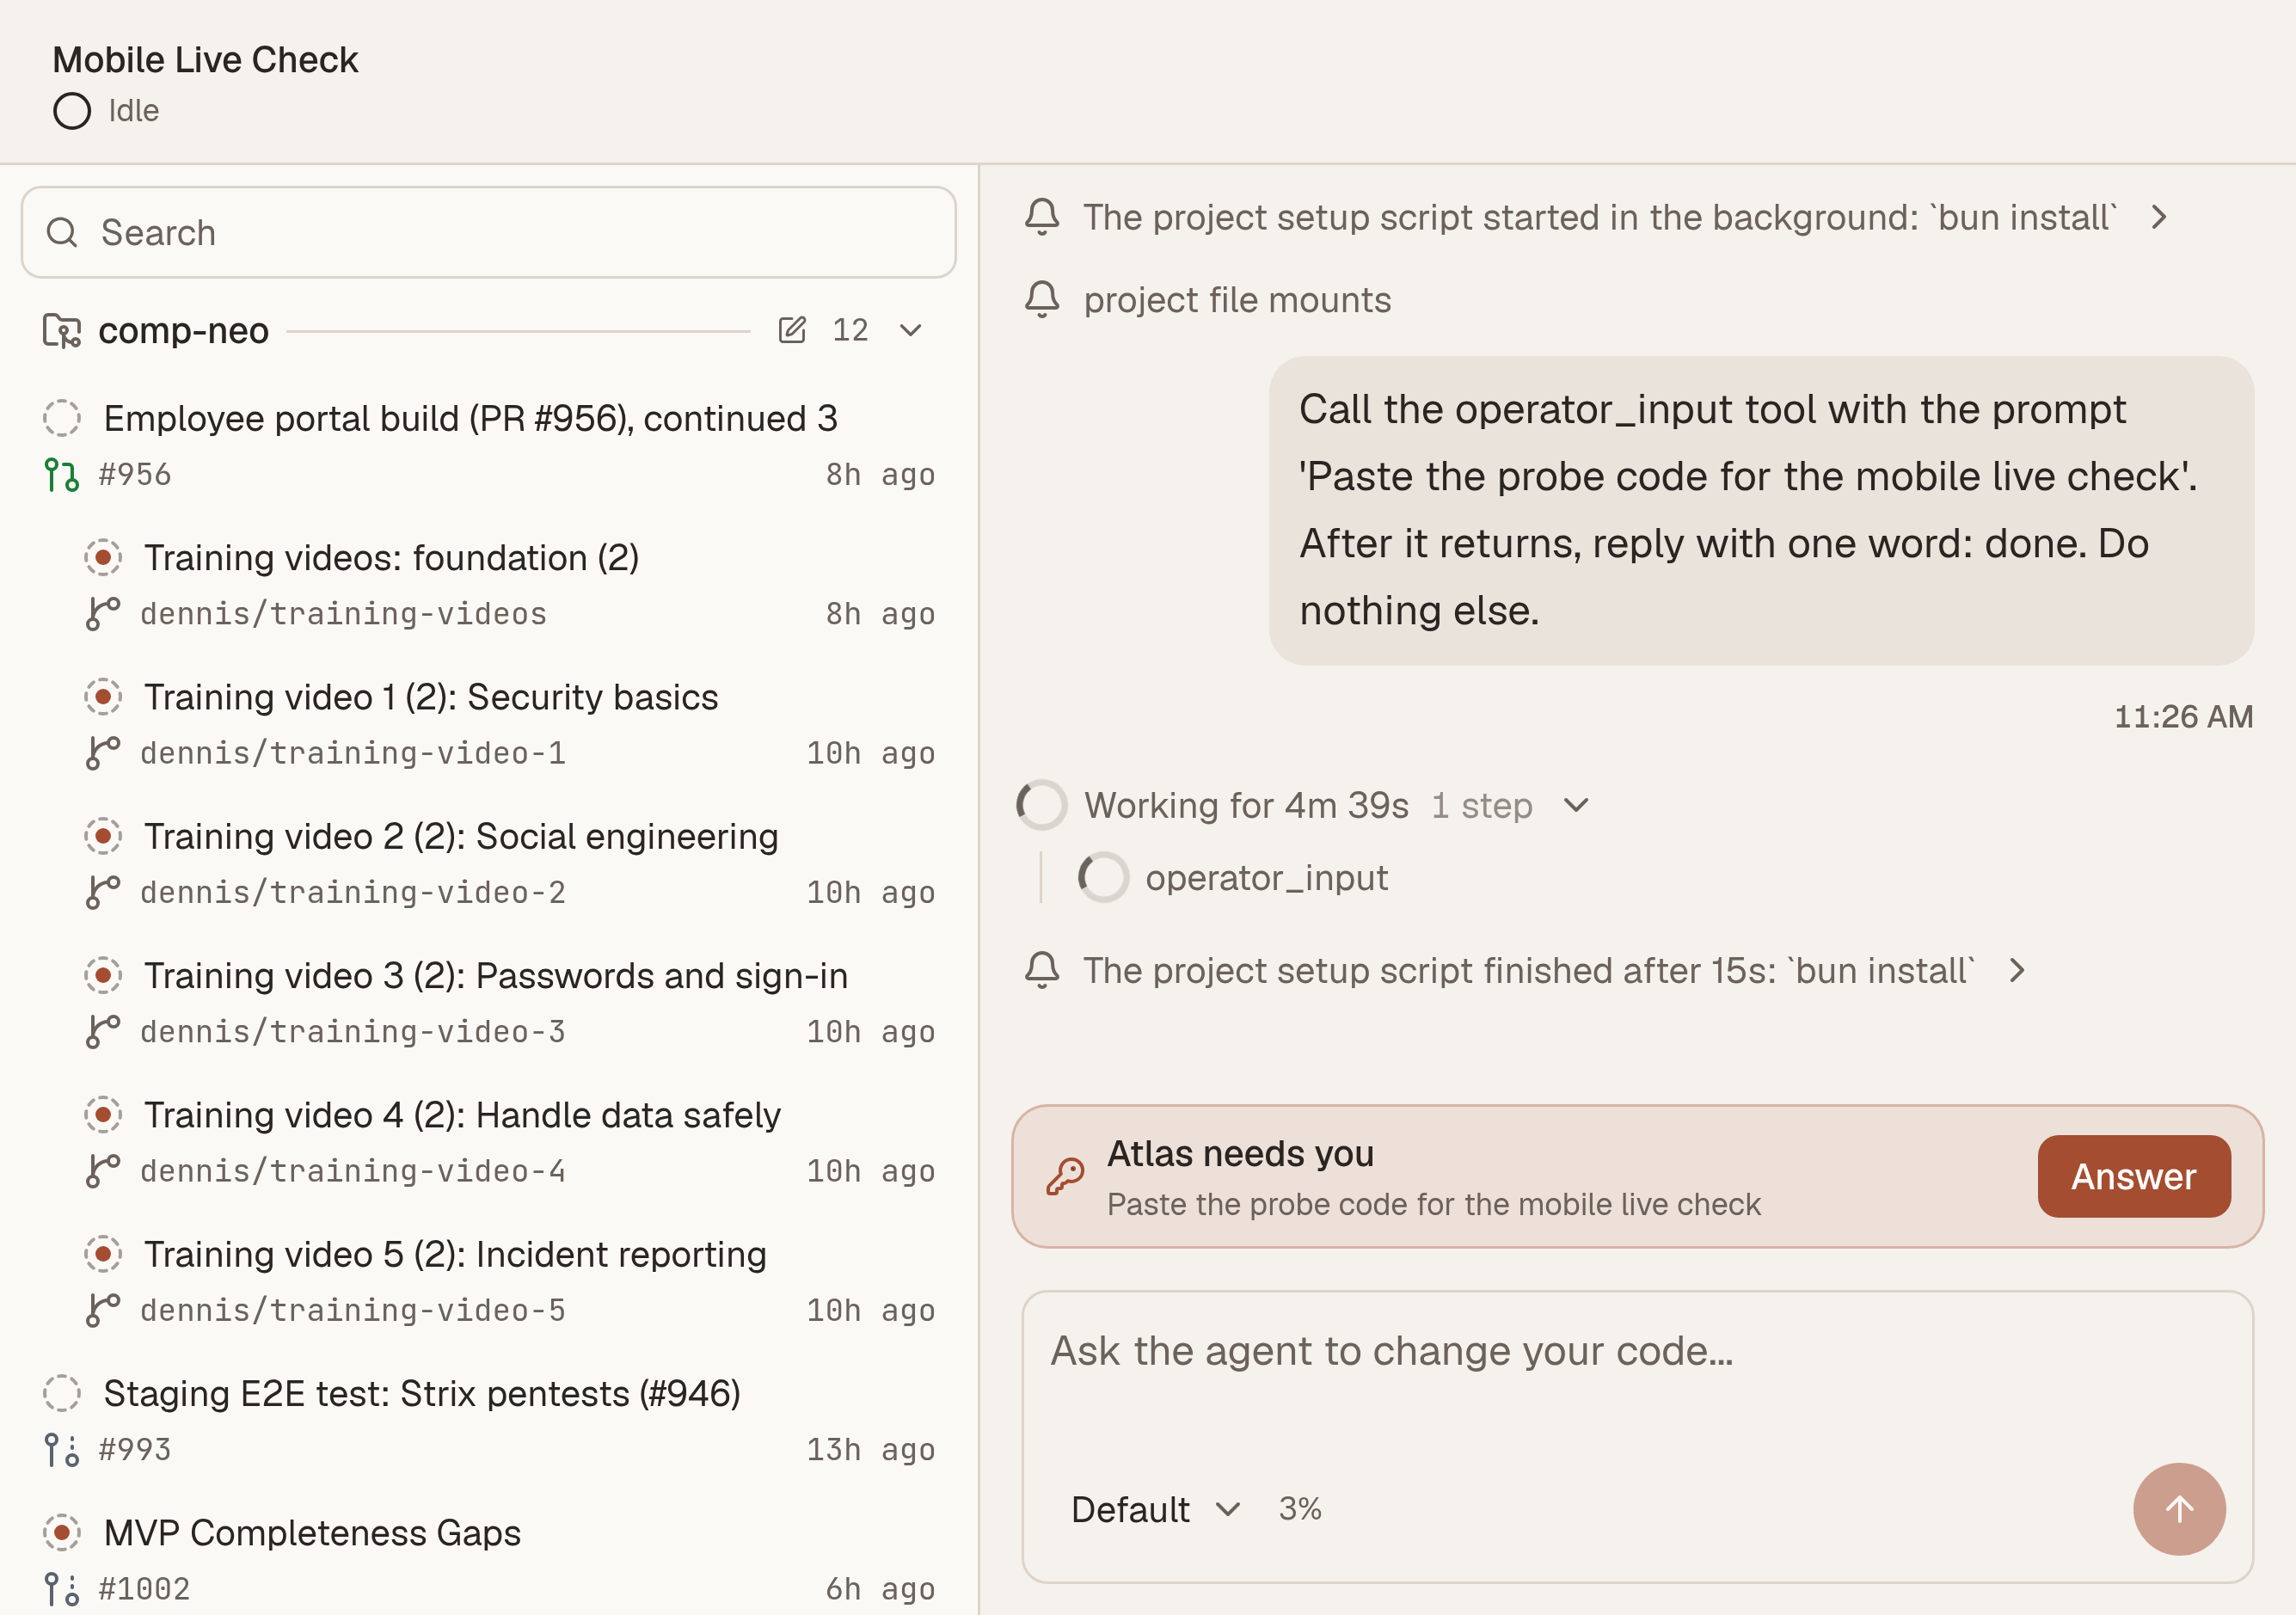 Mobile Live Check
Idle
Search
comp-neo 12
Employee portal build (PR #956), continued 3
#956 8h ago
Training videos: foundation (2)
dennis/training-videos 8h ago
Training video 1 (2): Security basics
dennis/training-video-1 10h ago
Training video 2 (2): Social engineering
dennis/training-video-2 10h ago
Training video 3 (2): Passwords and sign-in
dennis/training-video-3 10h ago
Training video 4 (2): Handle data safely
dennis/training-video-4 10h ago
Training video 5 (2): Incident reporting
dennis/training-video-5 10h ago
Staging E2E test: Strix pentests (#946)
#993 13h ago
MVP Completeness Gaps
#1002 6h ago
The project setup script started in the background: `bun install`
project file mounts
Call the operator_input tool with the prompt
'Paste the probe code for the mobile live check'.
After it returns, reply with one word: done. Do
nothing else.
11:26 AM
Working for 4m 39s 1 step
operator_input
The project setup script finished after 15s: `bun install`
Atlas needs you
Paste the probe code for the mobile live check
Answer
Ask the agent to change your code...
Default 3%